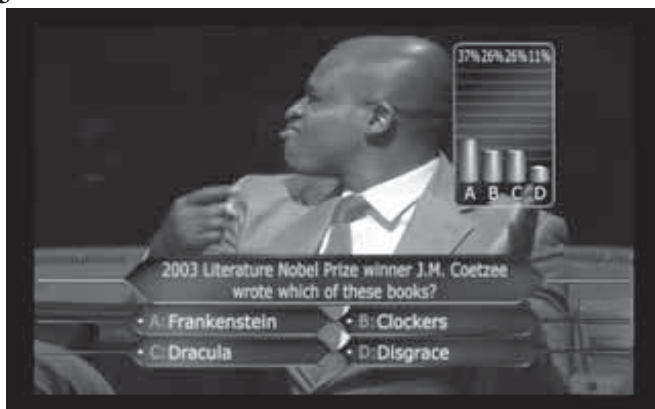 37% 26% 26% 11%
A B C D
2003 Literature Nobel Prize winner J.M. Coetzee
wrote which of these books?
• A: Frankenstein • B: Clockers
• C: Dracula • D: Disgrace